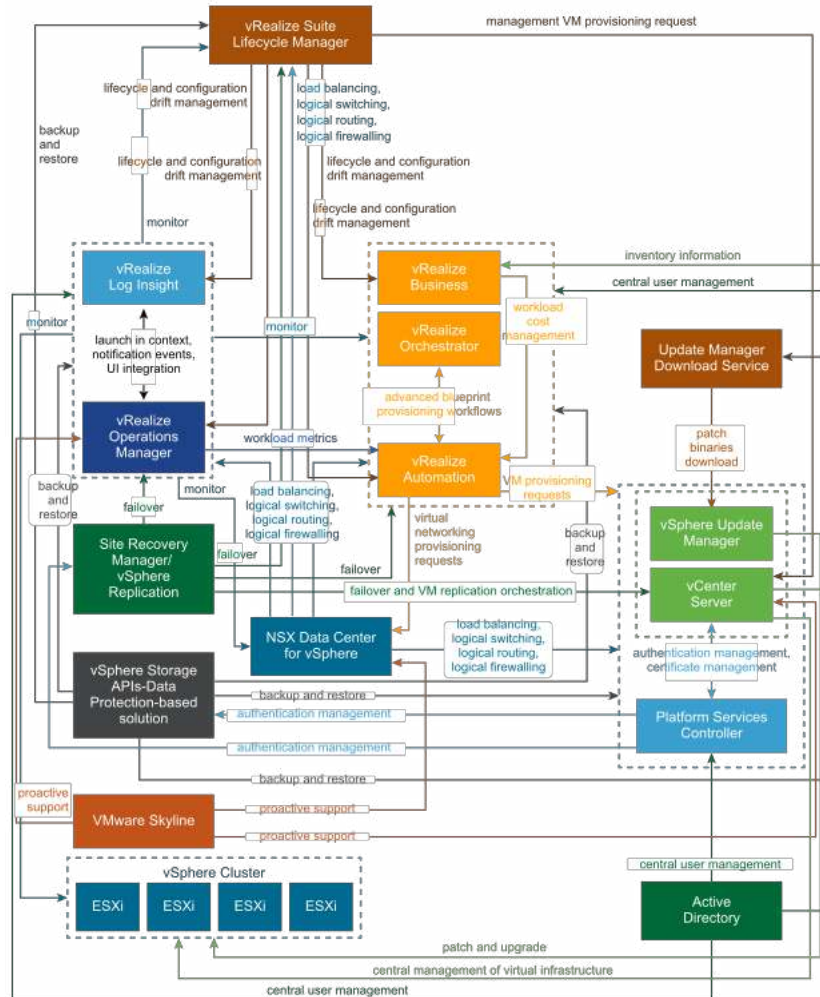 vRealize Suite
Lifecycle Manager
management VM provisioning request
lifecycle and configuration
drift management
load balancing,
logical switching,
logical routing,
logical firewalling
backup
and
restore
lifecycle and configuration
drift management
lifecycle and configuration
drift management
lifecycle and configuration
drift management
monitor
inventory information
vRealize
Log Insight
vRealize
Business
central user management
workload
cost
management
monitor
monitor
launch in context,
notification events,
UI integration
vRealize
Orchestrator
Update Manager
Download Service
advanced blueprint
provisioning workflows
vRealize
Operations
Manager
workload metrics
vRealize
Automation
patch
binaries
download
VM provisioning
requests
backup
and
restore
monitor
load balancing,
logical switching,
logical routing,
logical firewalling
failover
virtual
networking
provisioning
requests
backup
and
restore
vSphere Update
Manager
Site Recovery
Manager/
vSphere
Replication
failover
failover
failover and VM replication orchestration
vCenter
Server
NSX Data Center
for vSphere
load balancing,
logical switching,
logical routing,
logical firewalling
authentication management,
certificate management
vSphere Storage
APIs-Data
Protection-based
solution
backup and restore
authentication management
Platform Services
Controller
authentication management
backup and restore
proactive
support
VMware Skyline
proactive support
proactive support
vSphere Cluster
ESXi
ESXi
ESXi
ESXi
central user management
Active
Directory
patch and upgrade
central management of virtual infrastructure
central user management